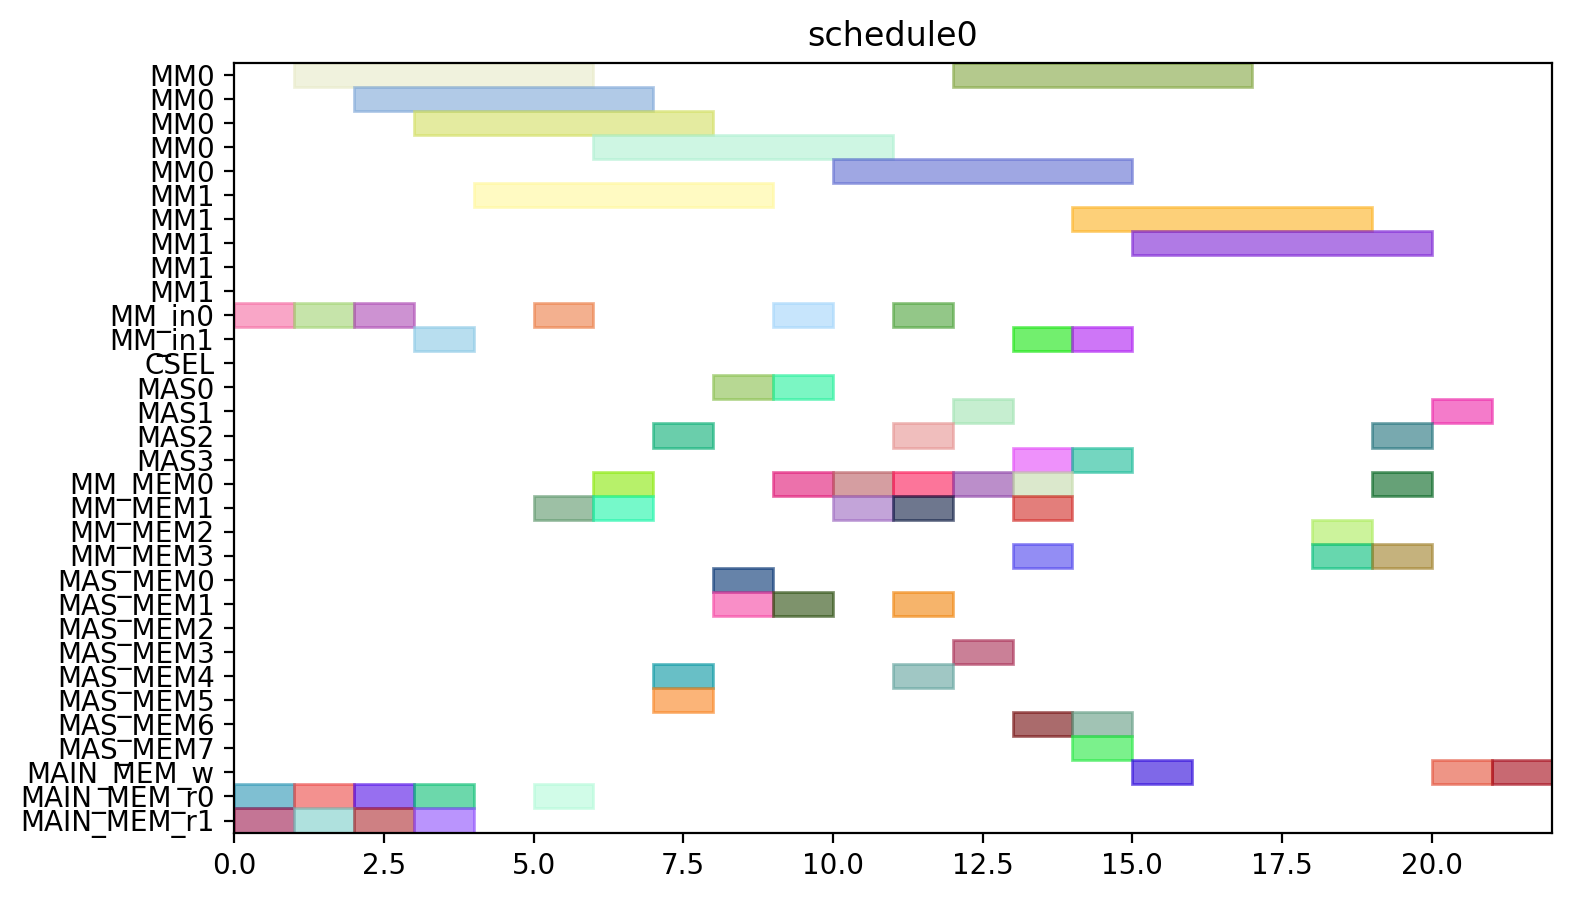 schedule0
MM0
MM0
MM0
MM0
MM0
MM1
MM1
MM1
MM1
MM1
MM_in0
MM_in1
CSEL
MAS0
MAS1
MAS2
MAS3
MM_MEM0
MM_MEM1
MM_MEM2
MM_MEM3
MAS_MEM0
MAS_MEM1
MAS_MEM2
MAS_MEM3
MAS_MEM4
MAS_MEM5
MAS_MEM6
MAS_MEM7
MAIN_MEM_w
MAIN_MEM_r0
MAIN_MEM_r1
0.0 2.5 5.0 7.5 10.0 12.5 15.0 17.5 20.0